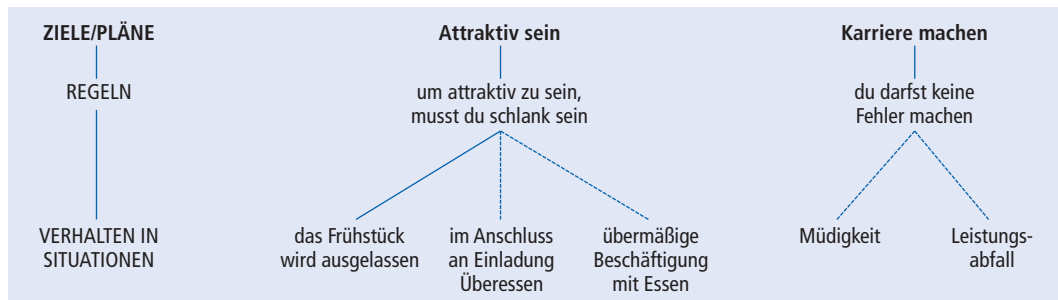 ZIELE/PLÄNE
Attraktiv sein
Karriere machen
REGELN
um attraktiv zu sein,
musst du schlank sein
du darfst keine
Fehler machen
VERHALTEN IN
SITUATIONEN
das Frühstück
wird ausgelassen
im Anschluss
an Einladung
Überessen
übermäßige
Beschäftigung
mit Essen
Müdigkeit
Leistungs-
abfall